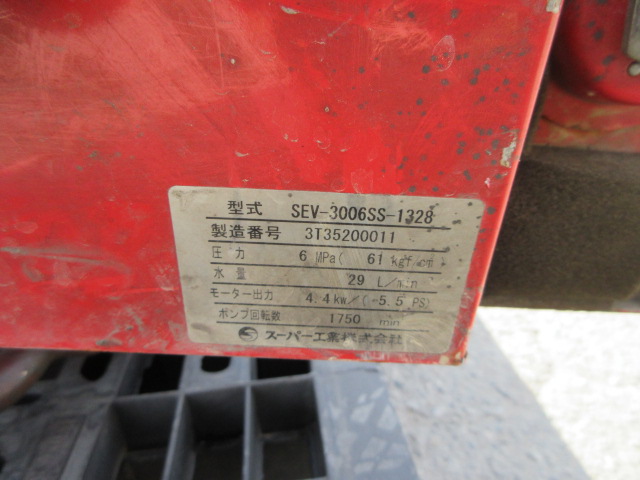 型式 SEV-3006SS-1328
製造番号 3T35200011
圧力 6 MPa( 61 kgf/cm
水量 29 L/min
モーター出力 4.4 kw/( 5.5 PS)
ポンプ回転数 1750 min
スーパー工業株式会社